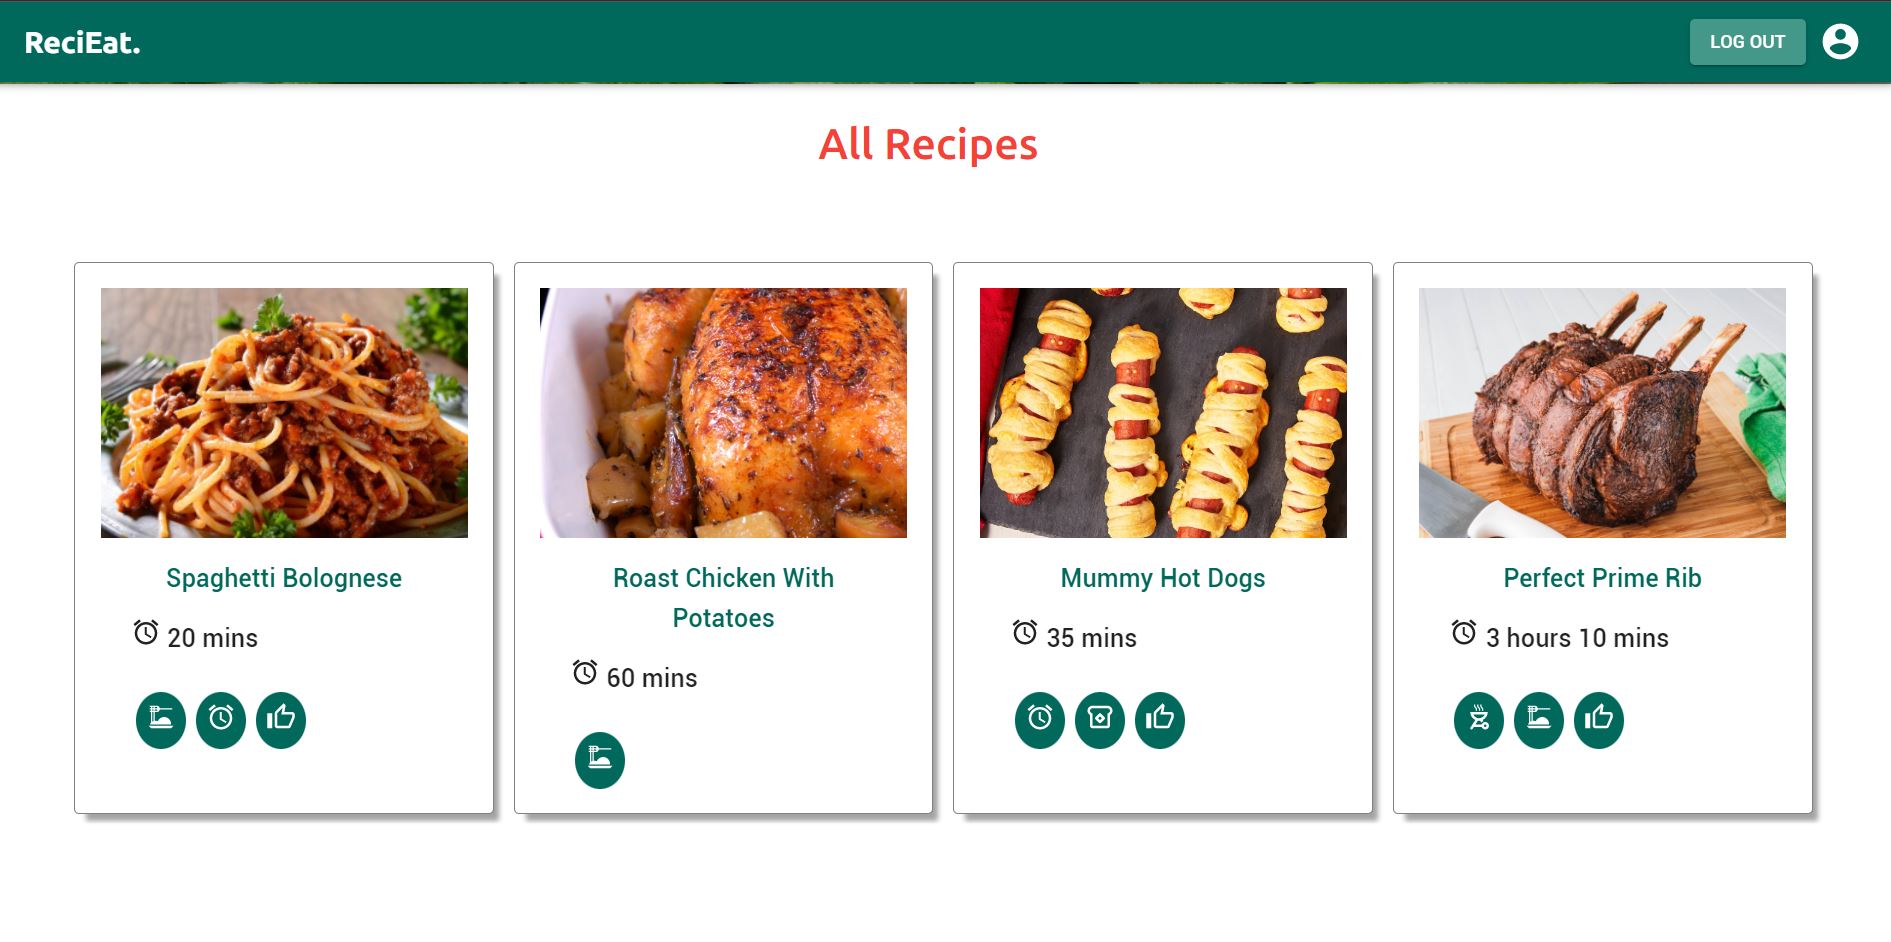 ReciEat.
LOG OUT
All Recipes
Spaghetti Bolognese
20 mins
Roast Chicken With
Potatoes
60 mins
Mummy Hot Dogs
35 mins
Perfect Prime Rib
3 hours 10 mins